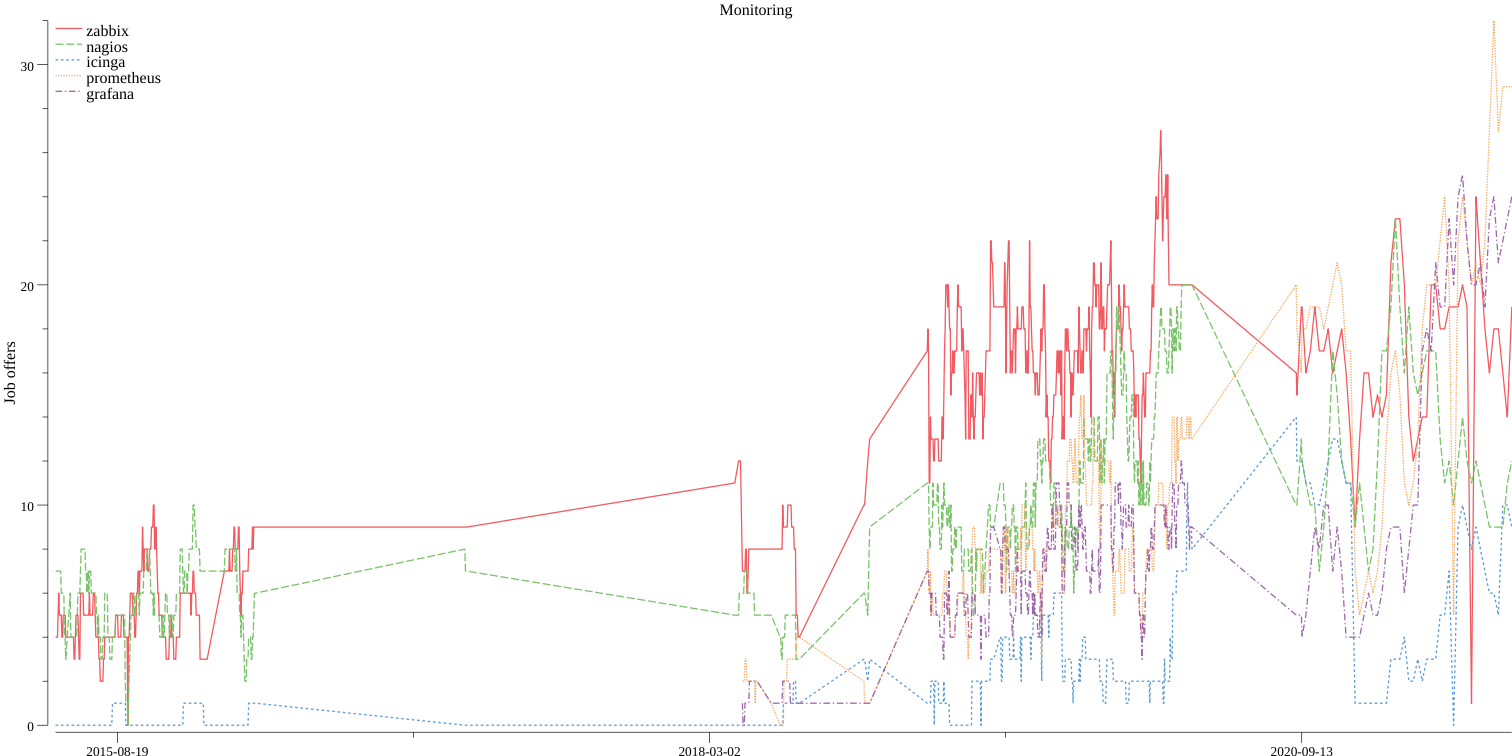 Monitoring
zabbix
nagios
icinga
prometheus
grafana
Job offers
30
20
10
0
2015-08-19
2018-03-02
2020-09-13